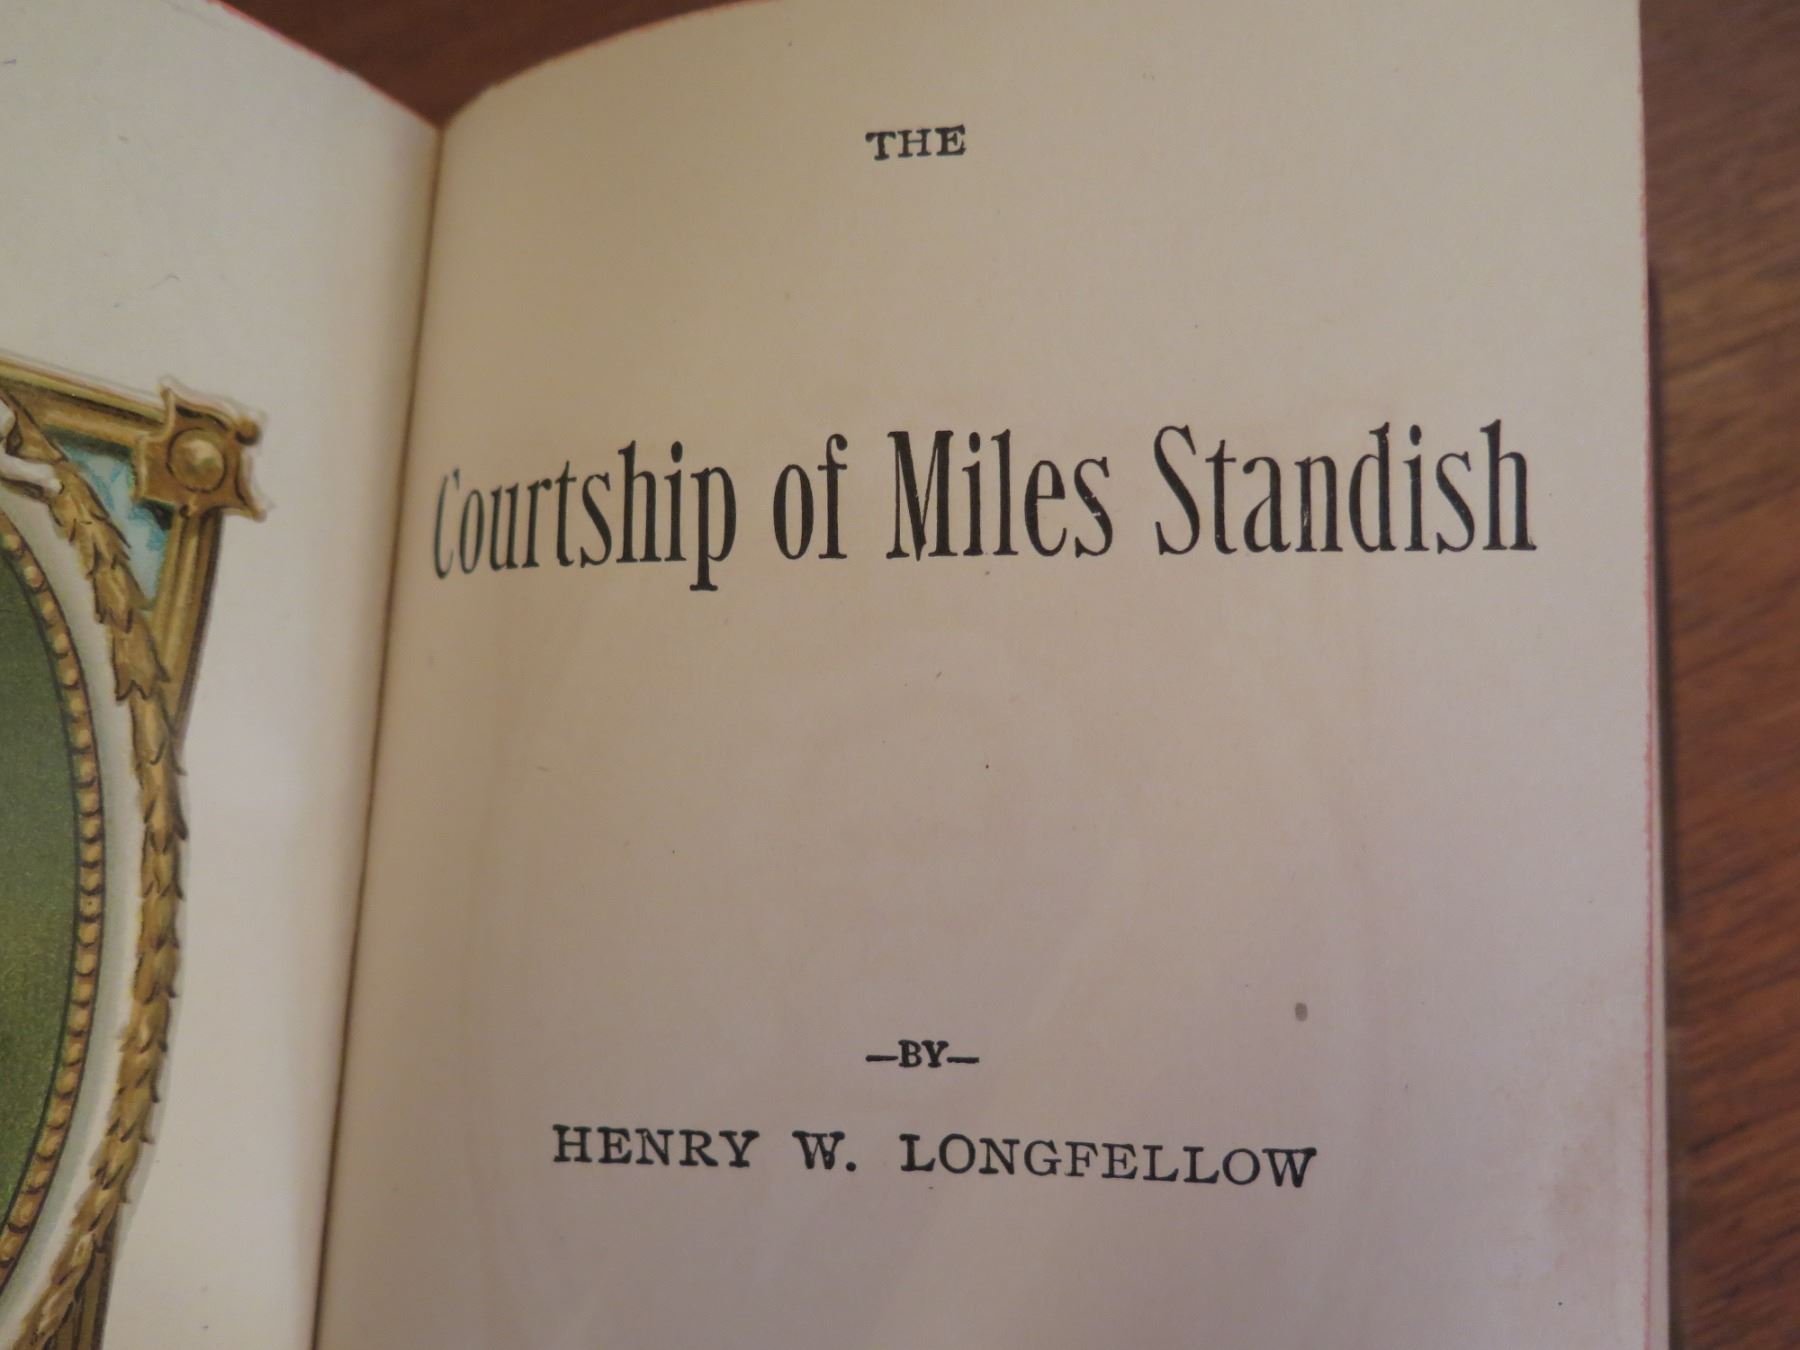 THE
Courtship of Miles Standish
—BY—
HENRY W. LONGFELLOW